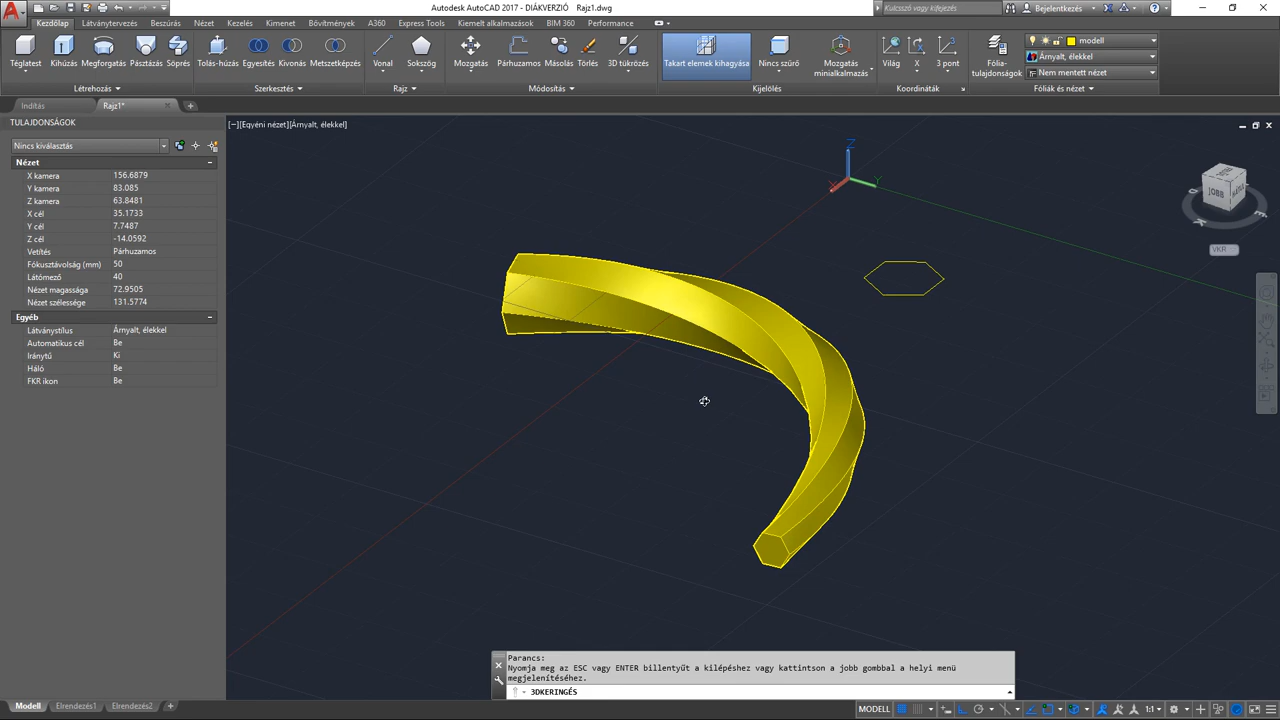 Autodesk AutoCAD 2017 - DIÁKVERZIÓ Rajz1.dwg
Kulcsszó vagy kifejezés
Bejelentkezés
Kezdőlap
Látványtervezés
Beszúrás
Nézet
Kezelés
Kimenet
Bővítmények
A360
Express Tools
Kiemelt alkalmazások
BIM 360
Performance
Téglatest
Kihúzás
Megforgatás
Pásztázás
Söprés
Tolás-húzás
Egyesítés
Kivonás
Metszetképzés
Vonal
Sokszög
Mozgatás
Párhuzamos
Másolás
Törlés
3D tükrözés
Takart elemek kihagyása
Nincs szűrő
Mozgatás
minialakzat
Világ
X
3 pont
Fólia-
tulajdonságok
modell
Árnyalt, élekkel
Nem mentett nézet
Létrehozás
Szerkesztés
Rajz
Módosítás
Kijelölés
Koordináták
Fóliák és nézet
Indítás
Rajz1*
TULAJDONSÁGOK
Nincs kiválasztás
Nézet
X kamera 156.6879
Y kamera 83.085
Z kamera 63.8481
X cél 35.1733
Y cél 7.7487
Z cél -14.0592
Vetítés Párhuzamos
Fókusztávolság (mm) 50
Látómező 40
Nézet magassága 72.9505
Nézet szélessége 131.5774
Egyéb
Látványstílus Árnyalt, élekkel
Automatikus cél Be
Iránytű Ki
Háló Be
FKR ikon Be
[−][Egyéni nézet][Árnyalt, élekkel]
Z
X
Y
JOBB
VKR
Parancs:
Nyomja meg az ESC vagy ENTER billentyűt a kilépéshez vagy kattintson a jobb gombbal a helyi menü
megjelenítéséhez.
3DKERINGÉS
Modell
Elrendezés1
Elrendezés2
MODELL
1:1